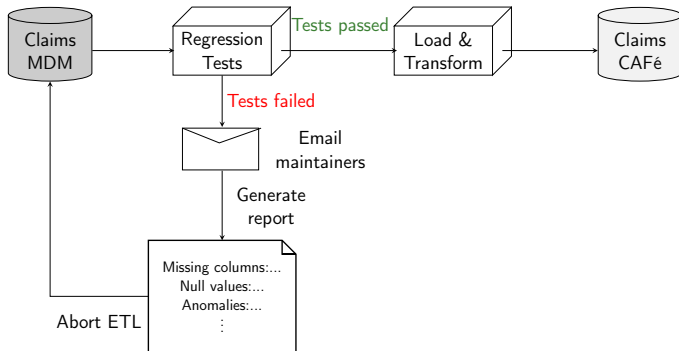 Claims
MDM
Regression
Tests
Tests passed
Load &
Transform
Claims
CAFé
Tests failed
Email
maintainers
Generate
report
Missing columns:...
Null values:...
Anomalies:...
⋮
Abort ETL